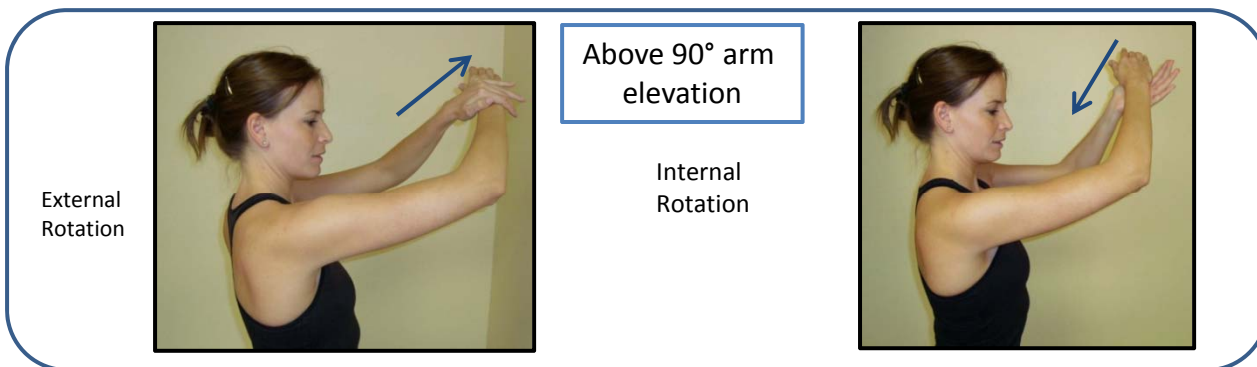 Above 90° arm
elevation
External
Rotation
Internal
Rotation